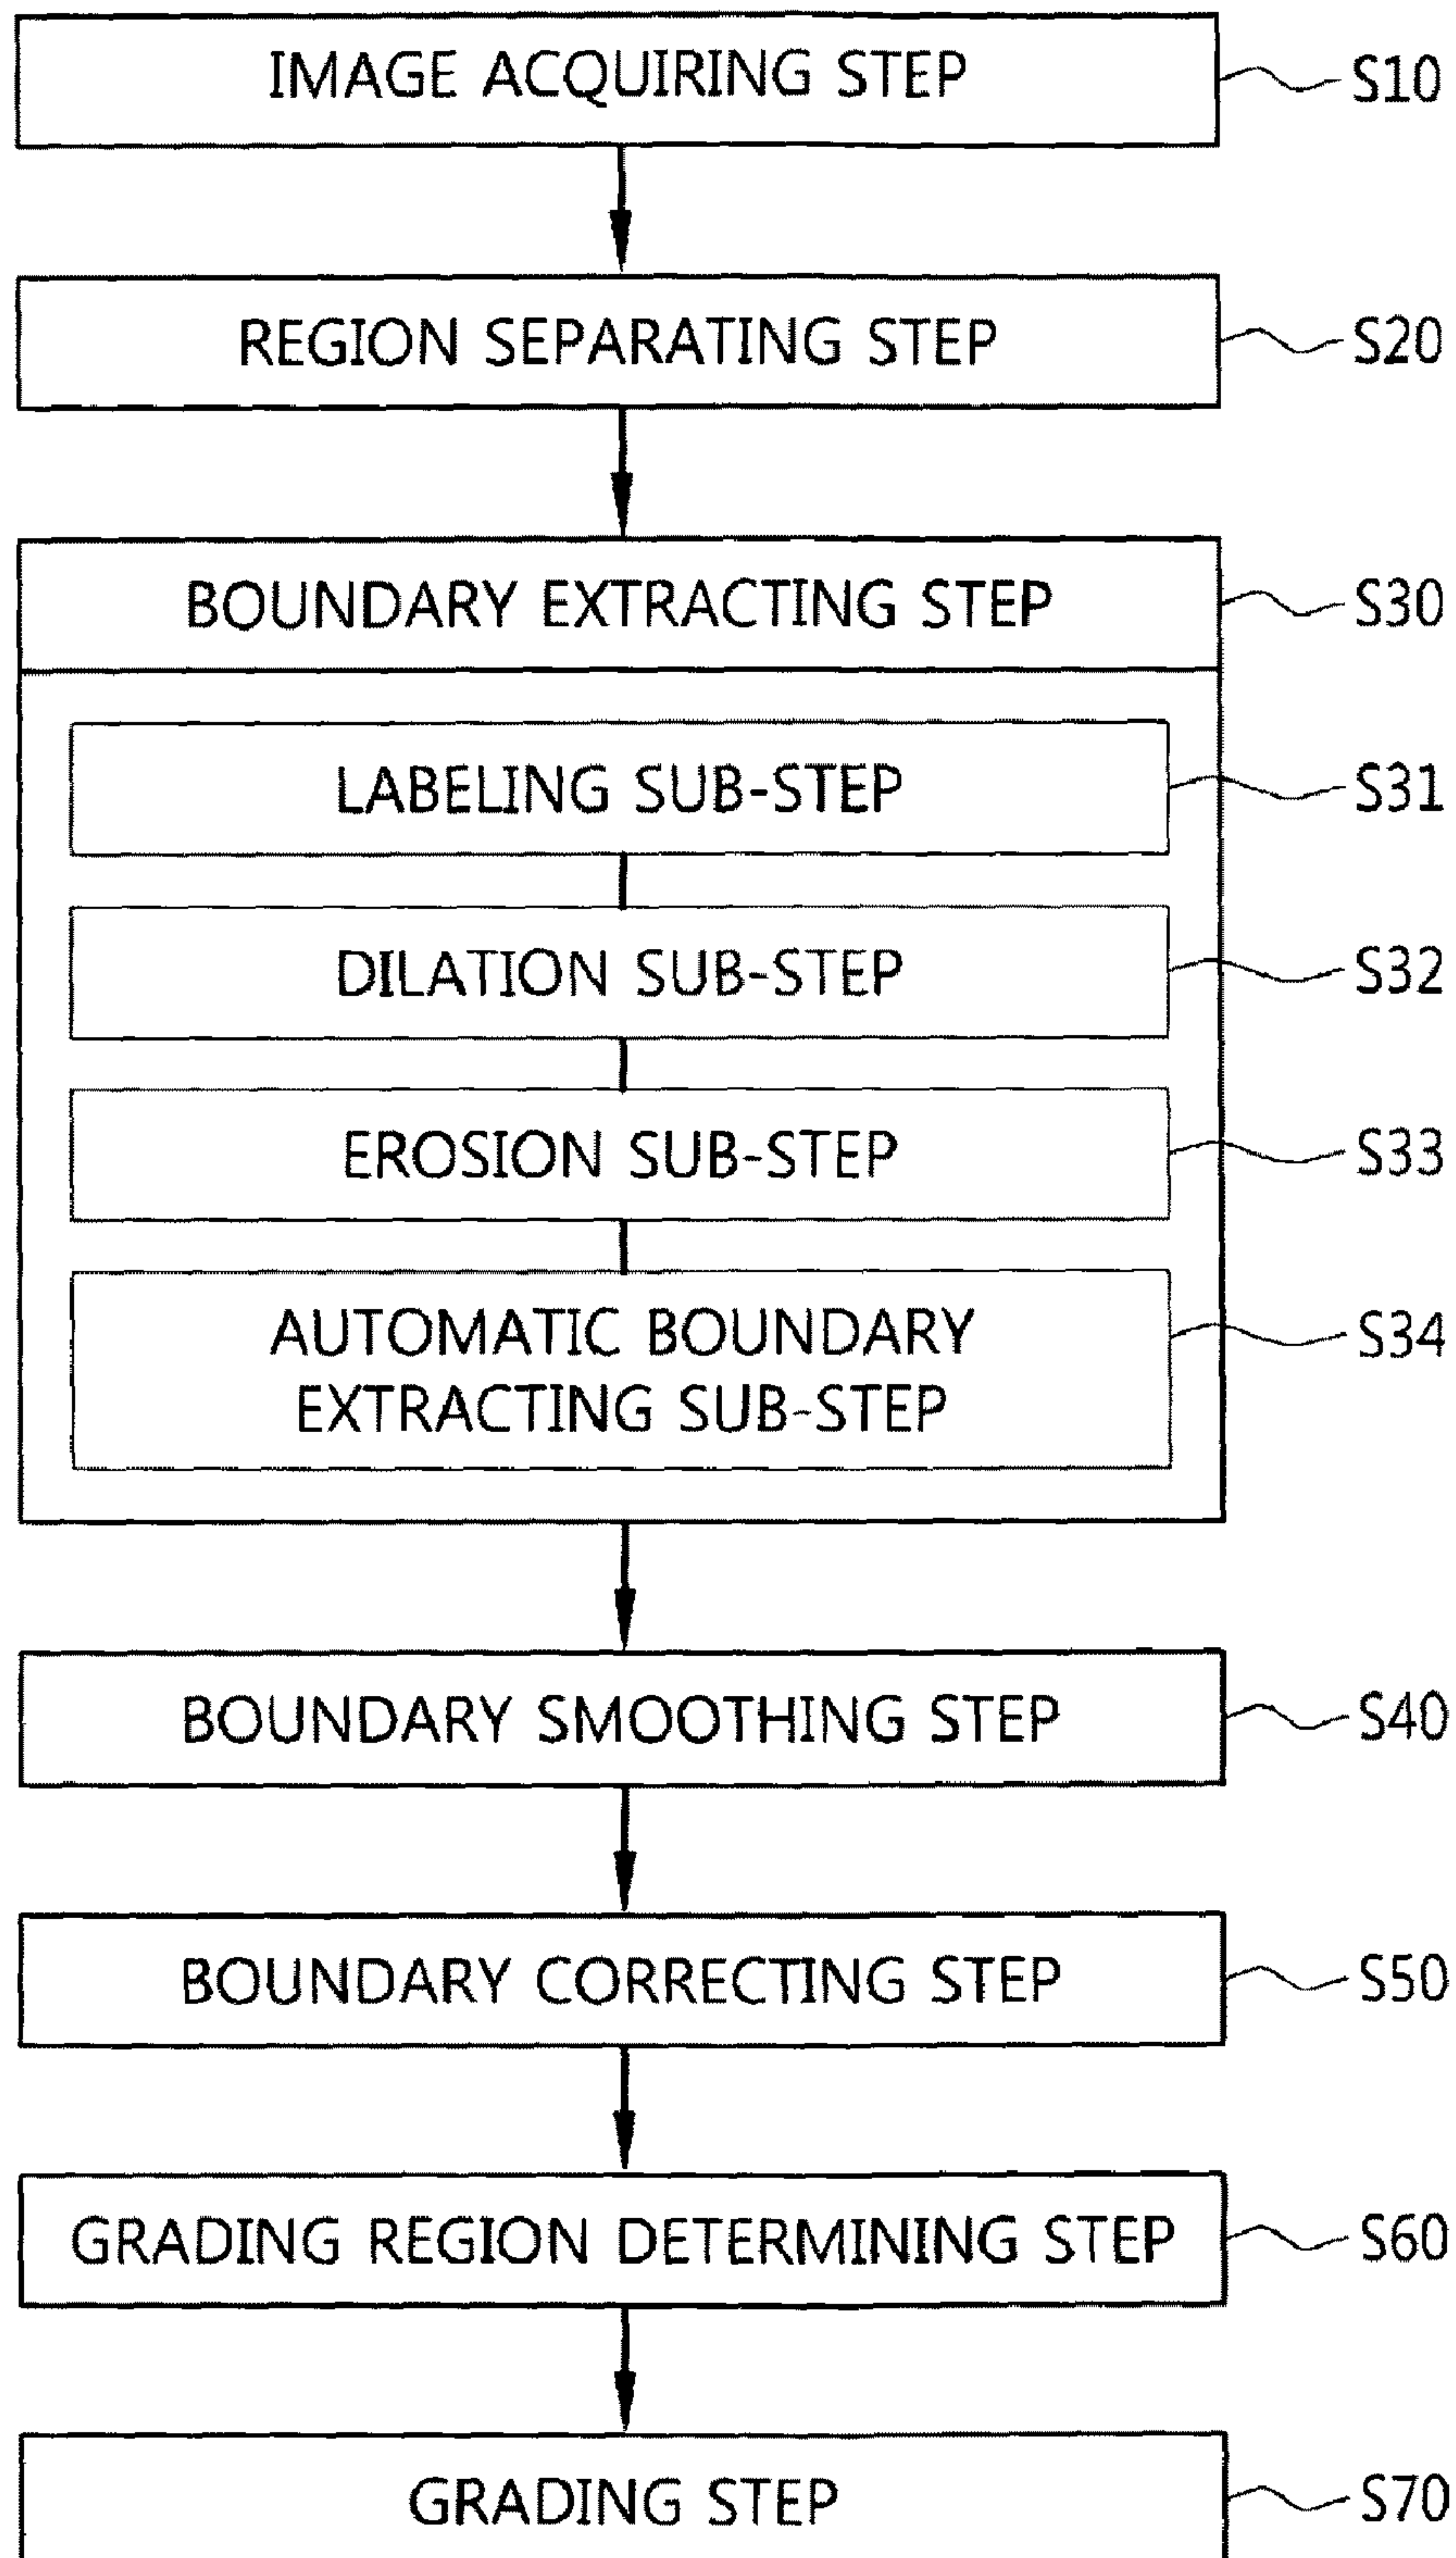 IMAGE ACQUIRING STEP S10
REGION SEPARATING STEP S20
BOUNDARY EXTRACTING STEP S30
LABELING SUB-STEP S31
DILATION SUB-STEP S32
EROSION SUB-STEP S33
AUTOMATIC BOUNDARY S34
EXTRACTING SUB-STEP
BOUNDARY SMOOTHING STEP S40
BOUNDARY CORRECTING STEP S50
GRADING REGION DETERMINING STEP S60
GRADING STEP S70